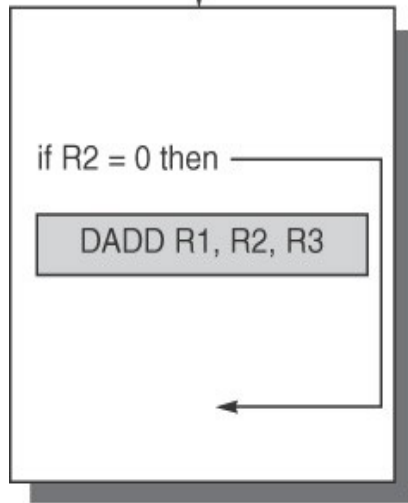 if R2 = 0 then
DADD R1, R2, R3